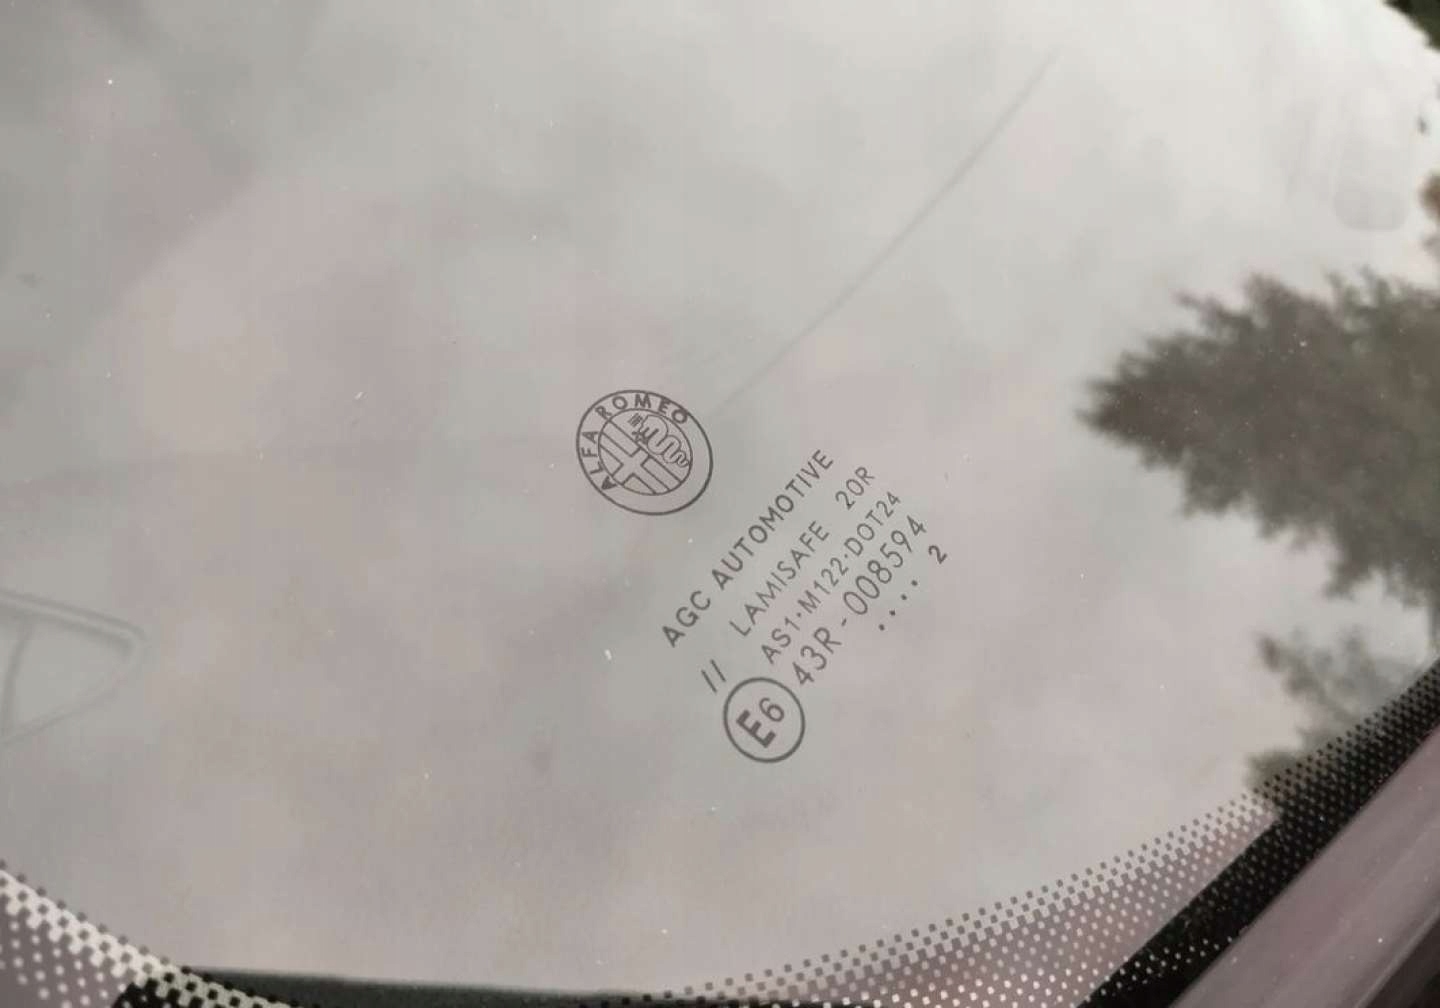 ALFA ROMEO
AGC AUTOMOTIVE
// LAMISAFE 20R
AS1·M122·DOT24
E6 43R-008594
.... 2